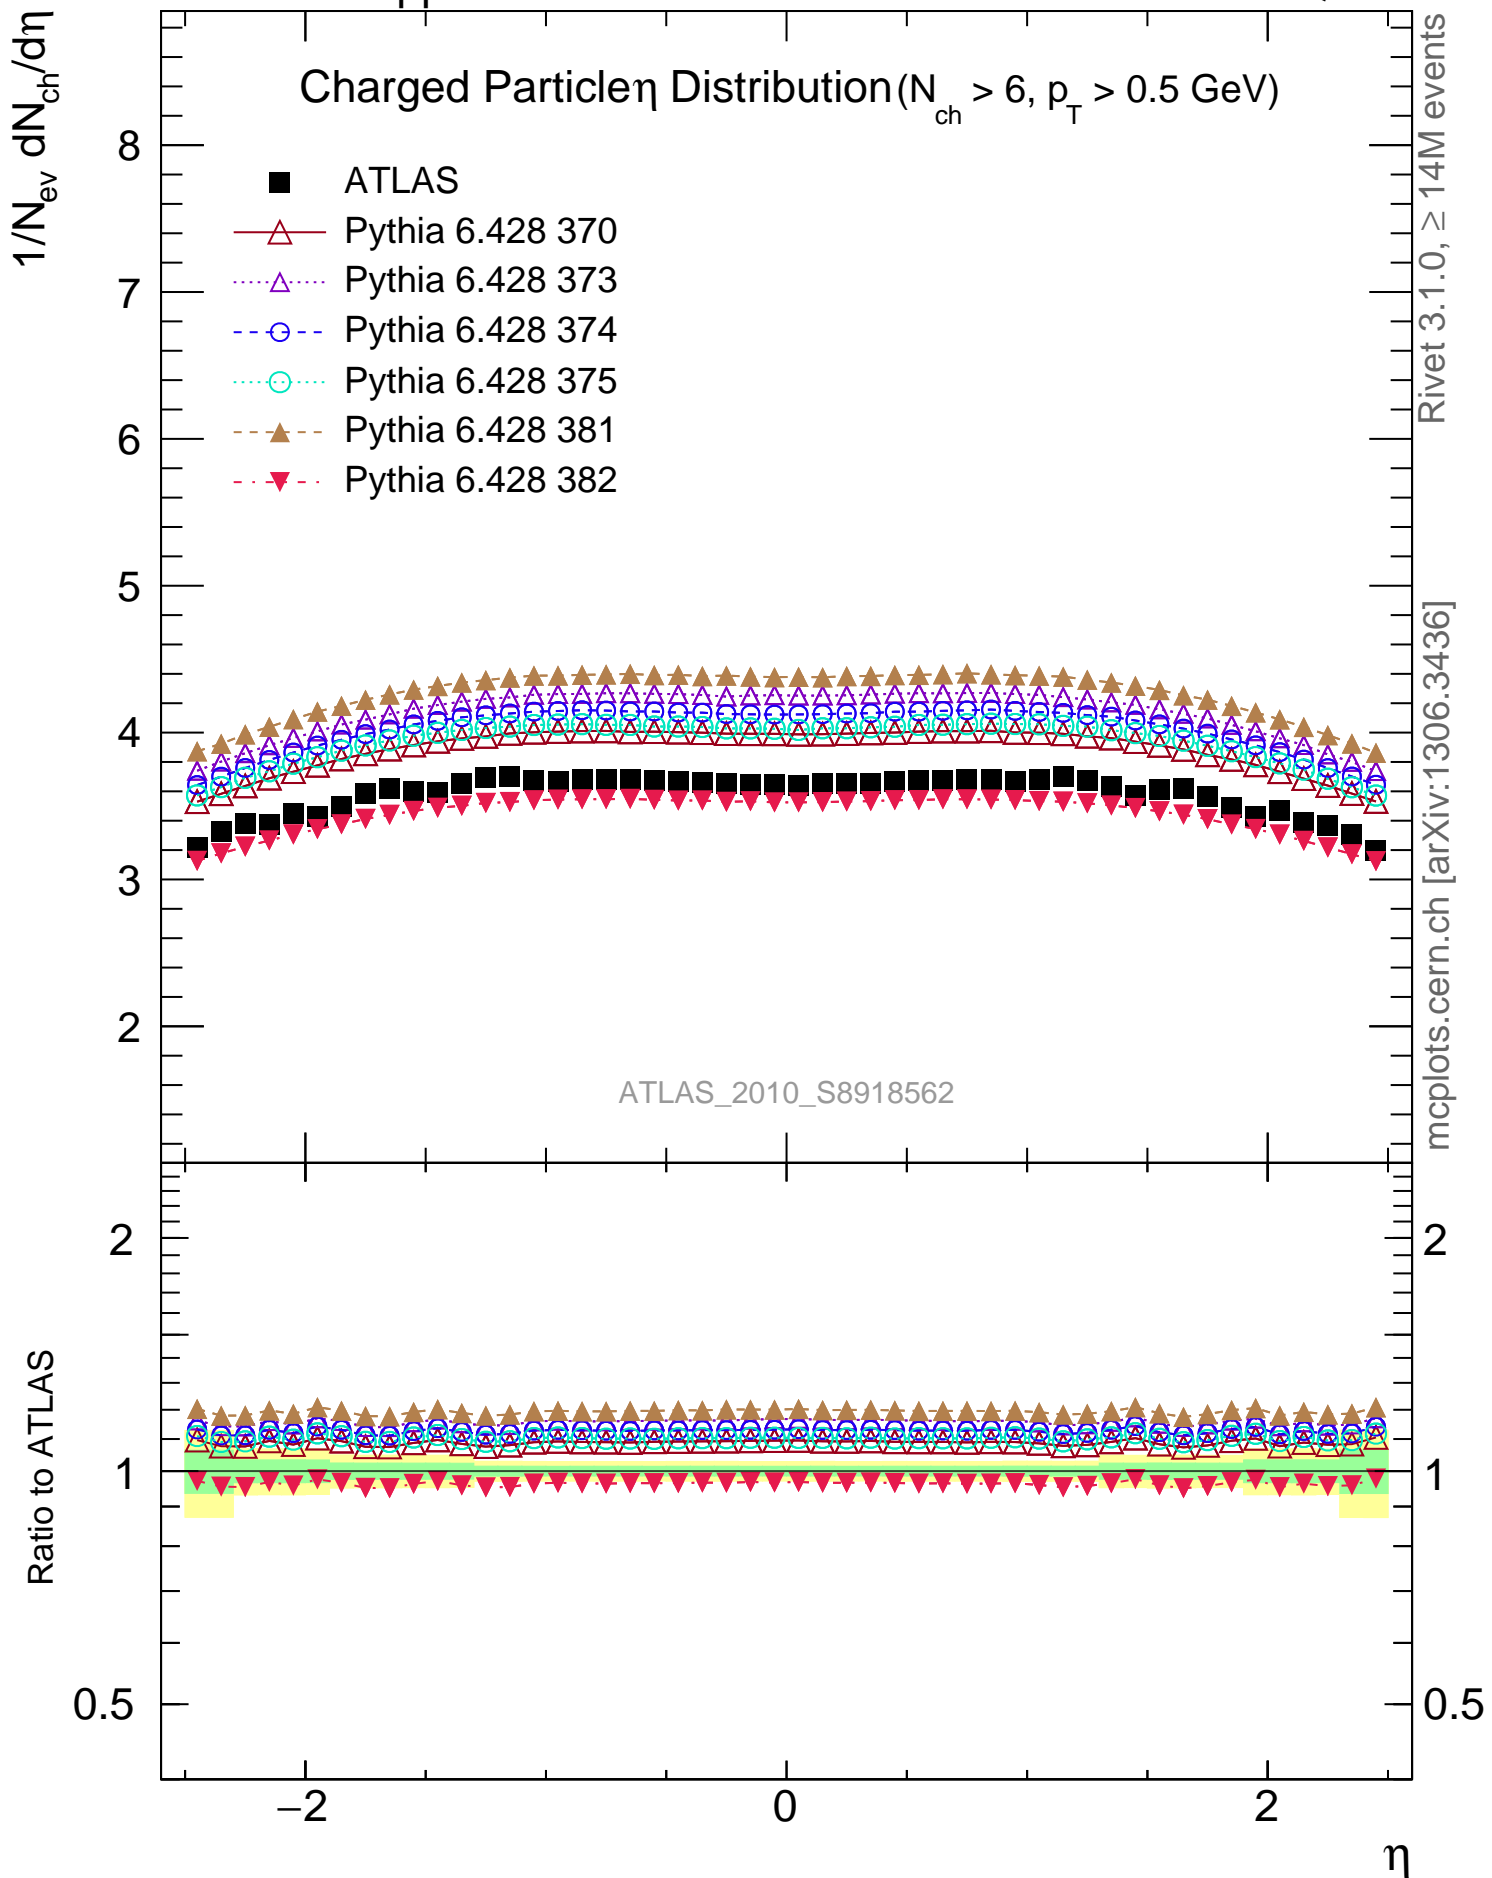 pp
1/N_ev dN_ch/dη
Charged Particleη Distribution (N_ch > 6, p_T > 0.5 GeV)
ATLAS
Pythia 6.428 370
Pythia 6.428 373
Pythia 6.428 374
Pythia 6.428 375
Pythia 6.428 381
Pythia 6.428 382
8
7
6
5
4
3
2
ATLAS_2010_S8918562
Rivet 3.1.0, ≥ 14M events
mcplots.cern.ch [arXiv:1306.3436]
Ratio to ATLAS
2
1
0.5
2
1
0.5
−2
0
2
η